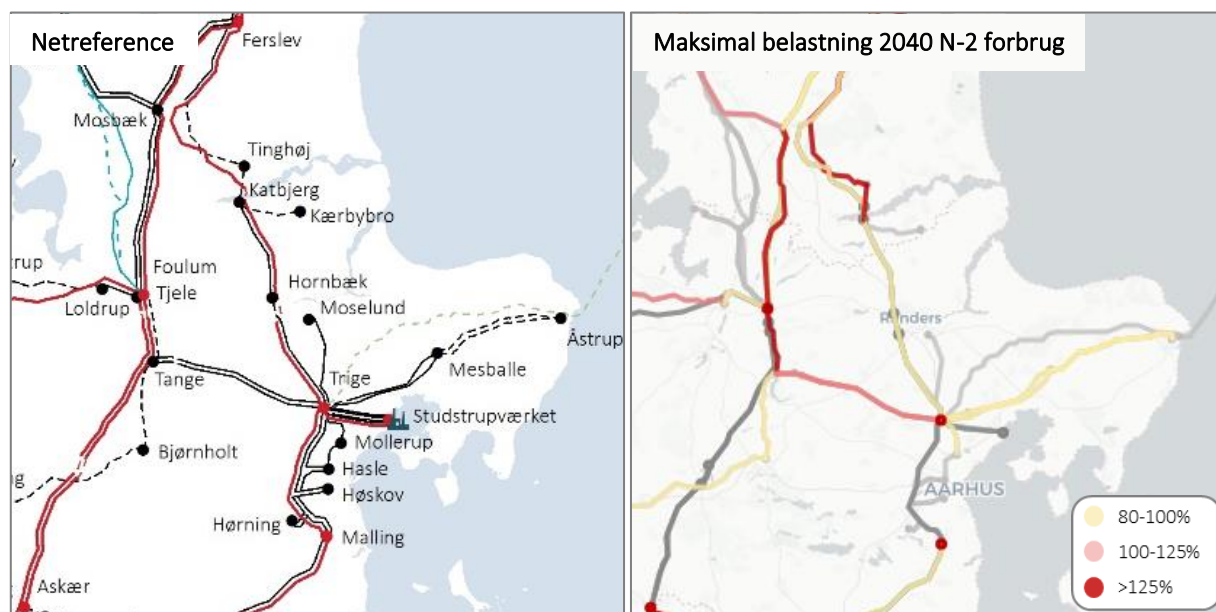 Netreference
Ferslev
Mosbæk
Tinghøj
Katbjerg
Kærbybro
Foulum
Tjele
trup
Loldrup
Hornbæk
Moselund
Åstrup
Mesballe
Tange
Trige
Studstrupværket
Mollerup
Bjørnholt
Hasle
Høskov
Hørning
Malling
Askær
Maksimal belastning 2040 N-2 forbrug
Randers
AARHUS
80-100%
100-125%
>125%